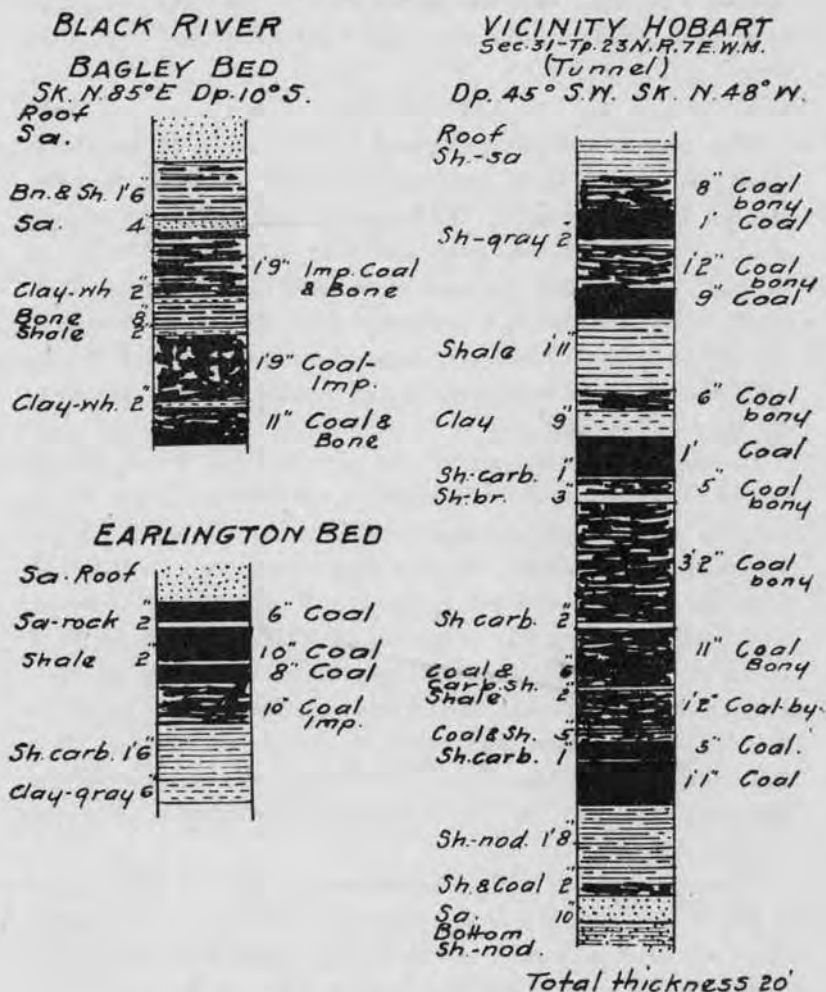 BLACK RIVER
BAGLEY BED
SK. N. 85° E Dp. 10° S.
Roof
Sa.
Bn. & Sh. 1'6"
Sa. 4"
1'9" Imp. Coal
& Bone
Clay-wh 2"
Bone 8"
Shale 2"
1'9" Coal-
Imp.
Clay-wh. 2"
11" Coal &
Bone
EARLINGTON BED
Sa. Roof
6" Coal
Sa-rock 2"
10" Coal
Shale 2"
8" Coal
10" Coal
Imp.
Sh. carb. 1'6"
Clay-gray 6"
VICINITY HOBART
Sec. 31-Tp. 23 N. R. 7 E. W. M.
(Tunnel)
Dp. 45° S.W. SK. N. 48° W.
Roof
Sh.-sa
8" Coal
bony
1' Coal
Sh-gray 2"
1'2" Coal
bony
9" Coal
Shale 1'11"
6" Coal
bony
Clay 9"
1' Coal
Sh-carb. 1"
5" Coal
bony
Sh-br. 3"
3'2" Coal
bony
Sh carb. 2"
11" Coal
Bony
Coal & 6"
Carb. sh.
Shale. 2"
1'2" Coal-by.
Coal & Sh. 5"
3" Coal.
Sh. carb. 1"
1'1" Coal
Sh.-nod. 1'8"
Sh. & Coal 2"
Sa. 10"
Bottom
Sh.-nod.
Total thickness 20'